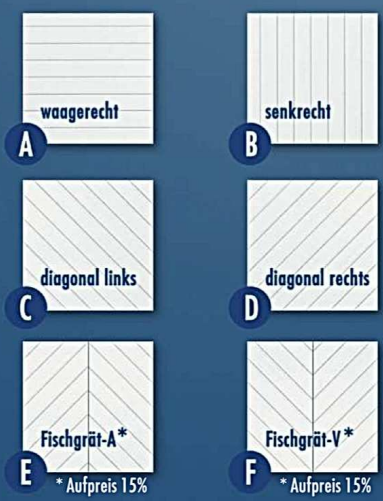 waagerecht
A
senkrecht
B
diagonal links
C
diagonal rechts
D
Fischgrät-A*
E
* Aufpreis 15%
Fischgrät-V*
F
* Aufpreis 15%